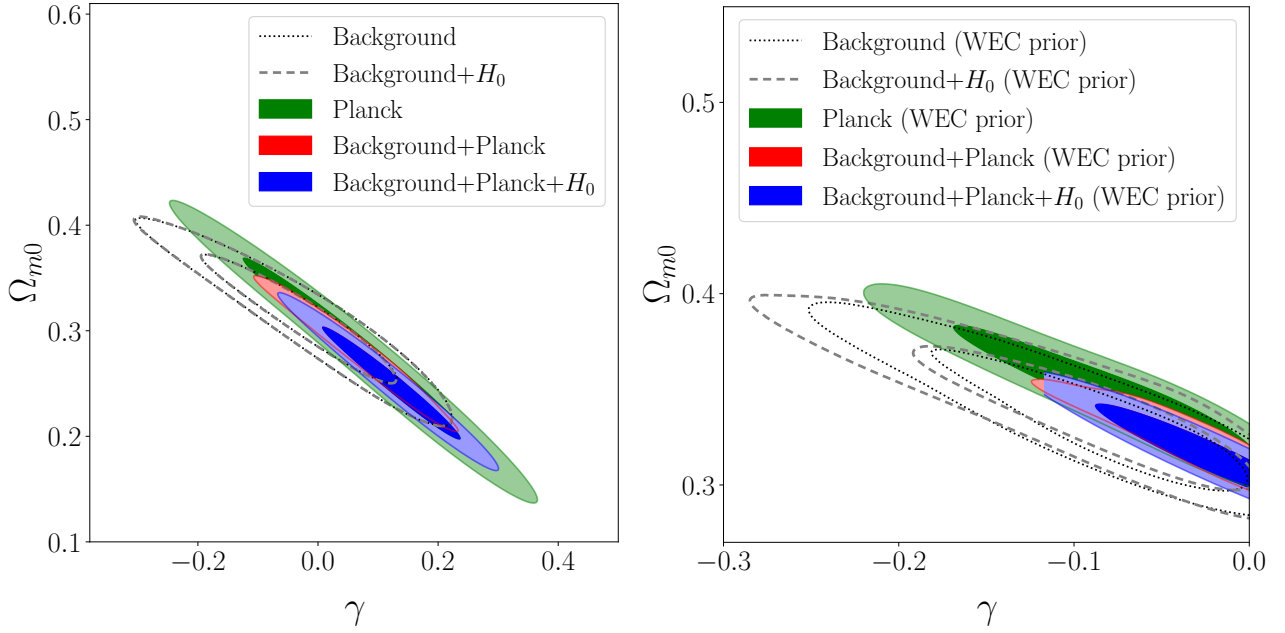 0.6
0.5
0.4
0.3
0.2
0.1
Ω_{m0}
Background
Background+H_0
Planck
Background+Planck
Background+Planck+H_0
−0.2
0.0
0.2
0.4
γ
0.5
0.4
0.3
Ω_{m0}
Background (WEC prior)
Background+H_0 (WEC prior)
Planck (WEC prior)
Background+Planck (WEC prior)
Background+Planck+H_0 (WEC prior)
−0.3
−0.2
−0.1
0.0
γ